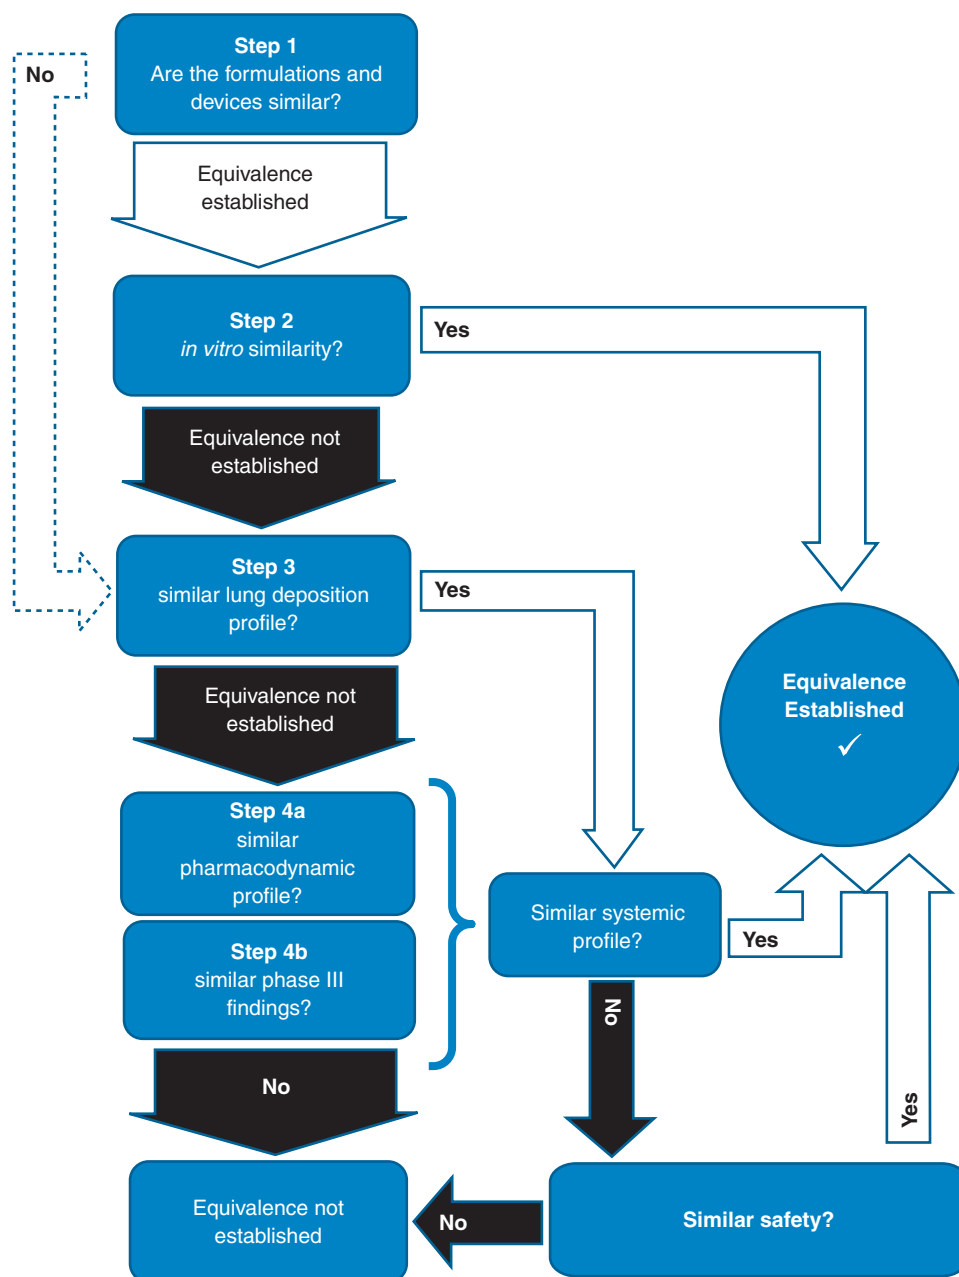 Step 1
Are the formulations and
devices similar?
No
Equivalence
established
Step 2
in vitro similarity?
Yes
Equivalence not
established
Step 3
similar lung deposition
profile?
Yes
Equivalence not
established
Equivalence
Established
✓
Step 4a
similar
pharmacodynamic
profile?
Step 4b
similar phase III
findings?
Similar systemic
profile?
Yes
No
No
Yes
Equivalence not
established
No
Similar safety?